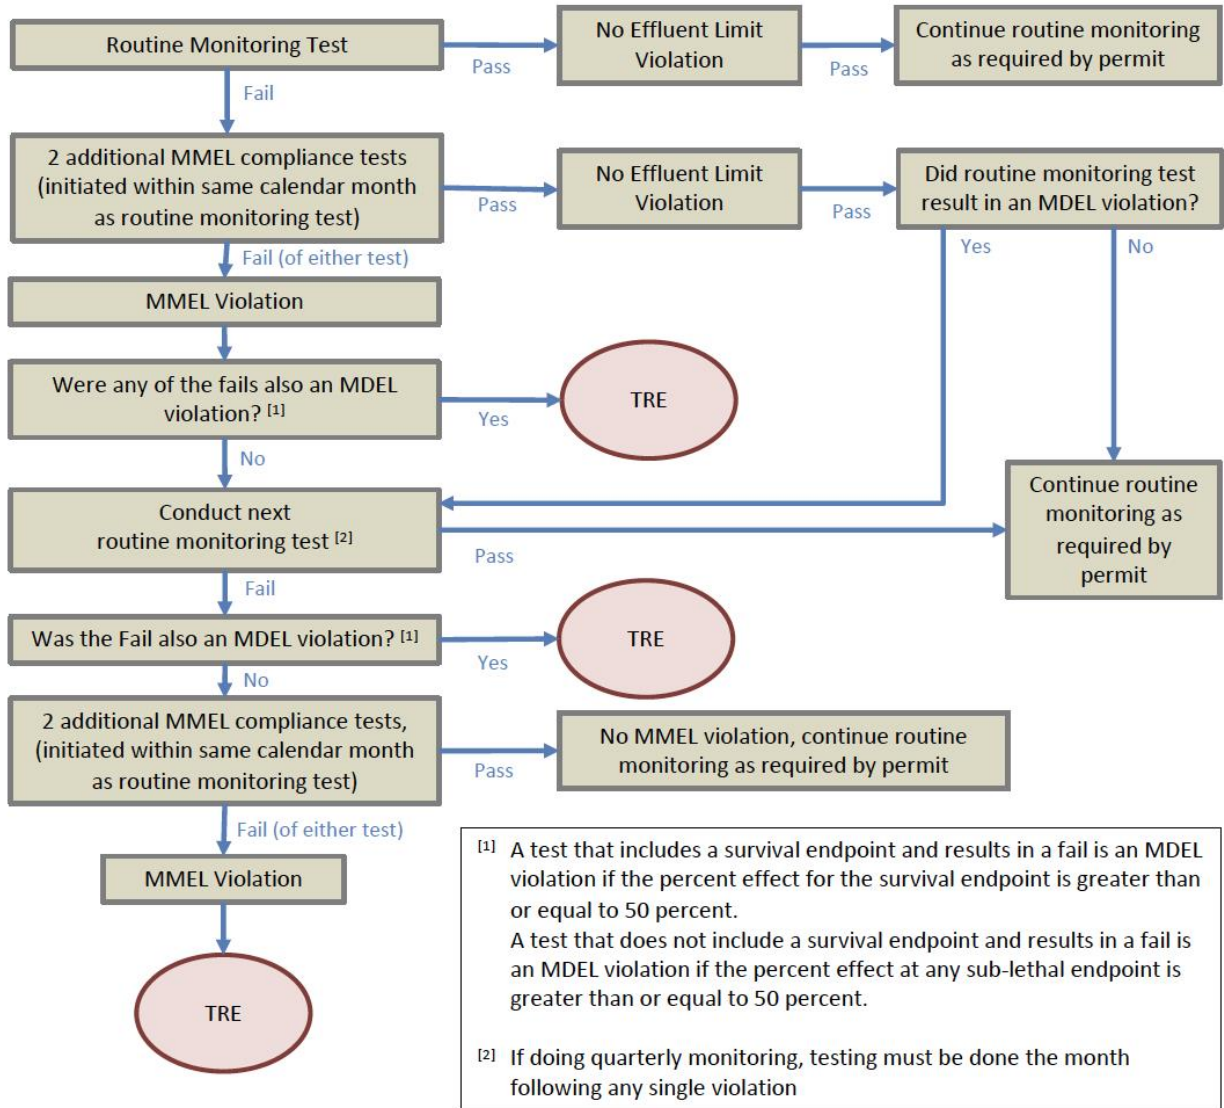 Routine Monitoring Test
Pass
No Effluent Limit
Violation
Pass
Continue routine monitoring
as required by permit
Fail
2 additional MMEL compliance tests
(initiated within same calendar month
as routine monitoring test)
Pass
No Effluent Limit
Violation
Pass
Did routine monitoring test
result in an MDEL violation?
Yes
No
Fail (of either test)
MMEL Violation
Were any of the fails also an MDEL
violation? [1]
Yes
TRE
No
Conduct next
routine monitoring test [2]
Pass
Continue routine
monitoring as
required by
permit
Fail
Was the Fail also an MDEL violation? [1]
Yes
TRE
No
2 additional MMEL compliance tests,
(initiated within same calendar month
as routine monitoring test)
Pass
No MMEL violation, continue routine
monitoring as required by permit
Fail (of either test)
MMEL Violation
TRE
[1] A test that includes a survival endpoint and results in a fail is an MDEL
violation if the percent effect for the survival endpoint is greater than
or equal to 50 percent.
A test that does not include a survival endpoint and results in a fail is
an MDEL violation if the percent effect at any sub-lethal endpoint is
greater than or equal to 50 percent.
[2] If doing quarterly monitoring, testing must be done the month
following any single violation